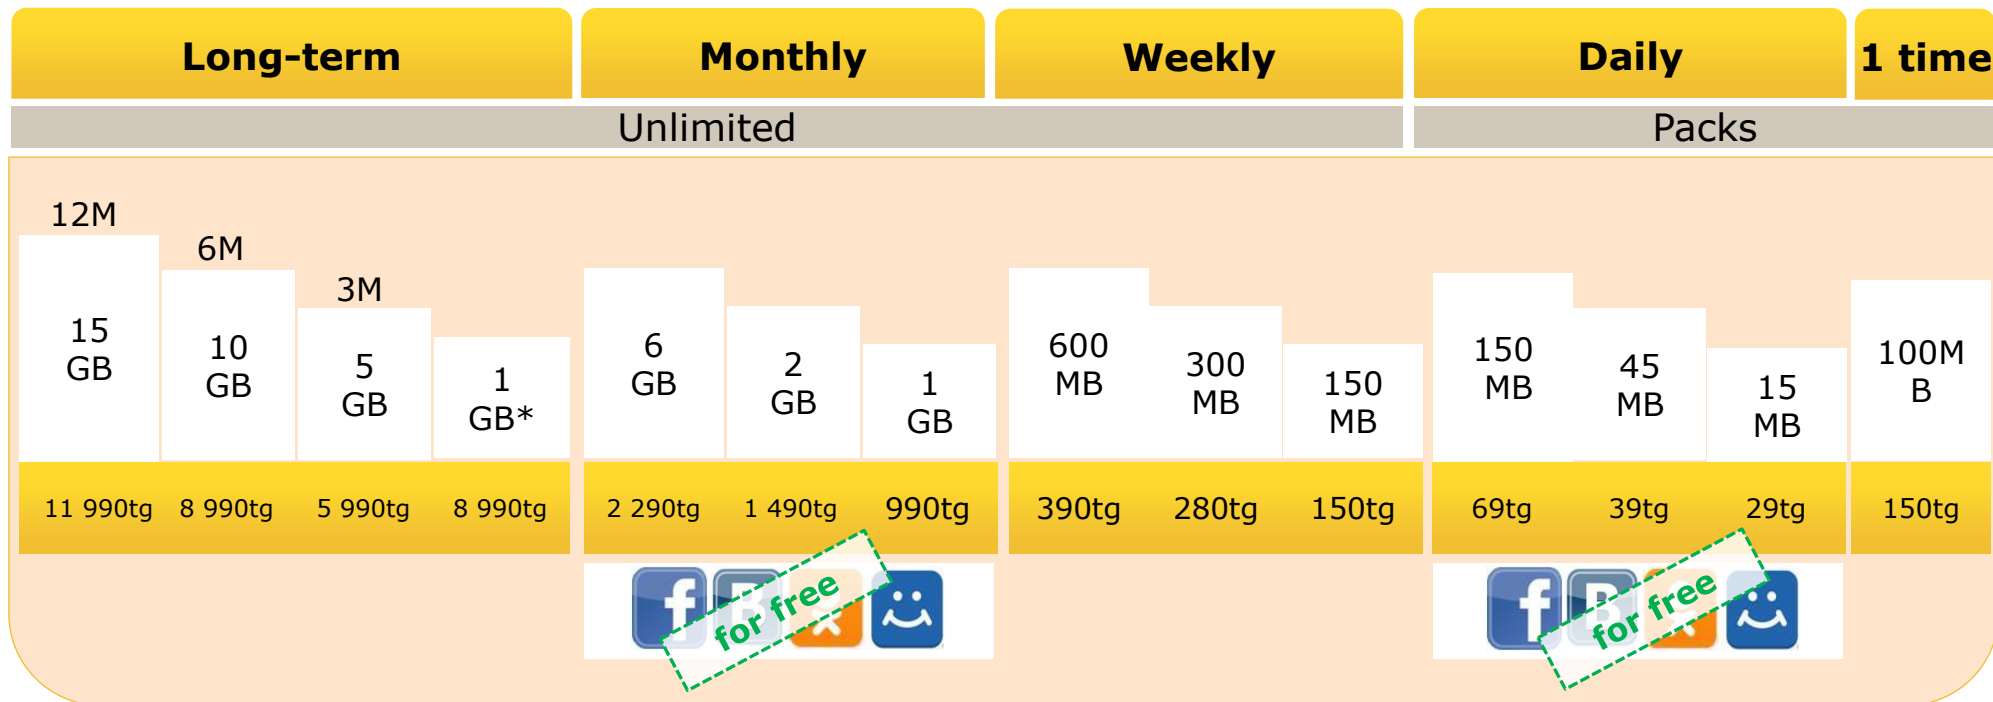 Long-term
Monthly
Weekly
Daily
1 time
Unlimited
Packs
12M
6M
3M
15
GB
10
GB
5
GB
1
GB*
6
GB
2
GB
1
GB
600
MB
300
MB
150
MB
150
MB
45
MB
15
MB
100M
B
11 990tg
8 990tg
5 990tg
8 990tg
2 290tg
1 490tg
990tg
390tg
280tg
150tg
69tg
39tg
29tg
150tg
f
B
for free
f
B
for free